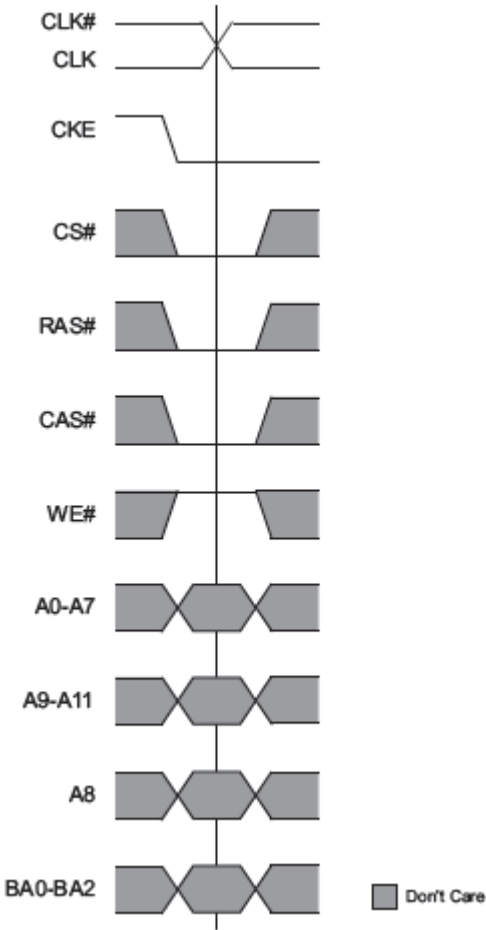 CLK#
CLK
CKE
CS#
RAS#
CAS#
WE#
A0-A7
A9-A11
A8
BA0-BA2
Don't Care